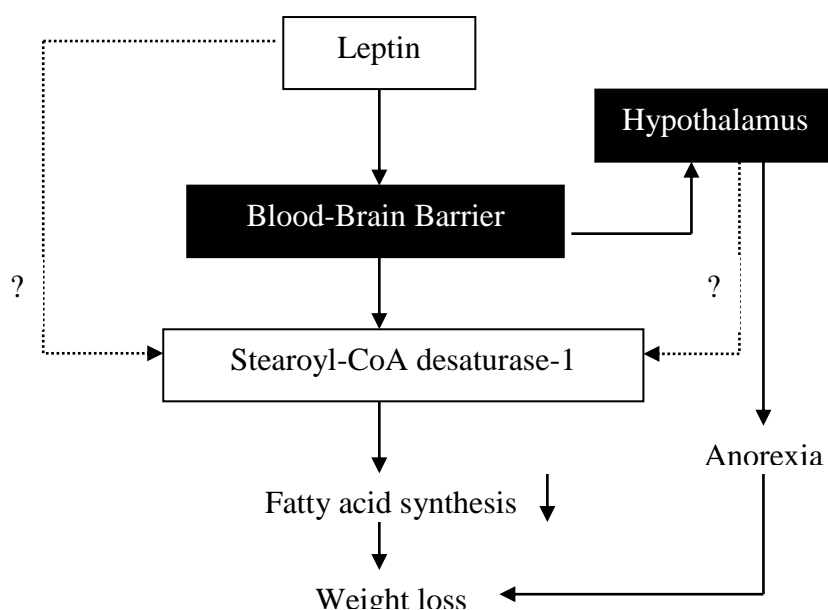 Leptin
Hypothalamus
Blood-Brain Barrier
?
?
Stearoyl-CoA desaturase-1
Anorexia
Fatty acid synthesis
Weight loss